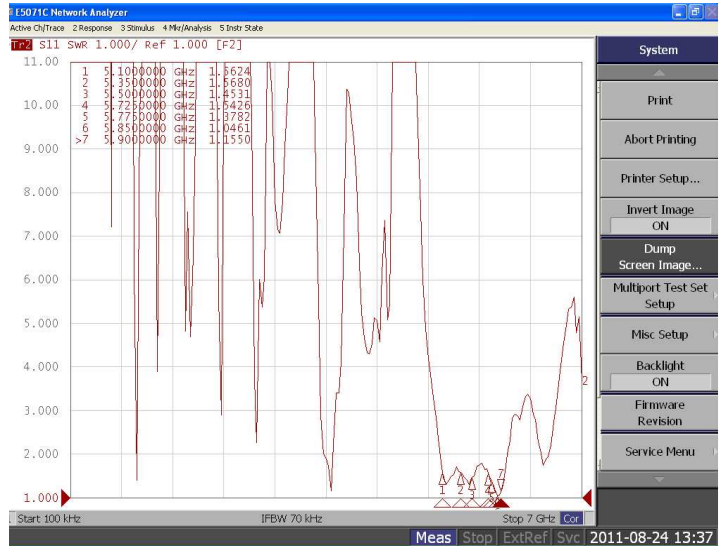 E5071C Network Analyzer
Active Ch/Trace 2 Response 3 Stimulus 4 Mkr/Analysis 5 Instr State
Tr2 S11 SWR 1.000/ Ref 1.000 [F2]
11.00
10.00
9.000
8.000
7.000
6.000
5.000
4.000
3.000
2.000
1.000
1 5.1000000 GHz 1.5624
2 5.3500000 GHz 1.5680
3 5.5000000 GHz 1.4531
4 5.7250000 GHz 1.5426
5 5.7750000 GHz 1.3782
6 5.8500000 GHz 1.0461
>7 5.9000000 GHz 1.1550
2
7
1 2 3
Start 100 kHz IFBW 70 kHz Stop 7 GHz Cor
System
Print
Abort Printing
Printer Setup...
Invert Image
ON
Dump
Screen Image...
Multiport Test Set
Setup
Misc Setup
Backlight
ON
Firmware
Revision
Service Menu
Meas Stop ExtRef Svc 2011-08-24 13:37